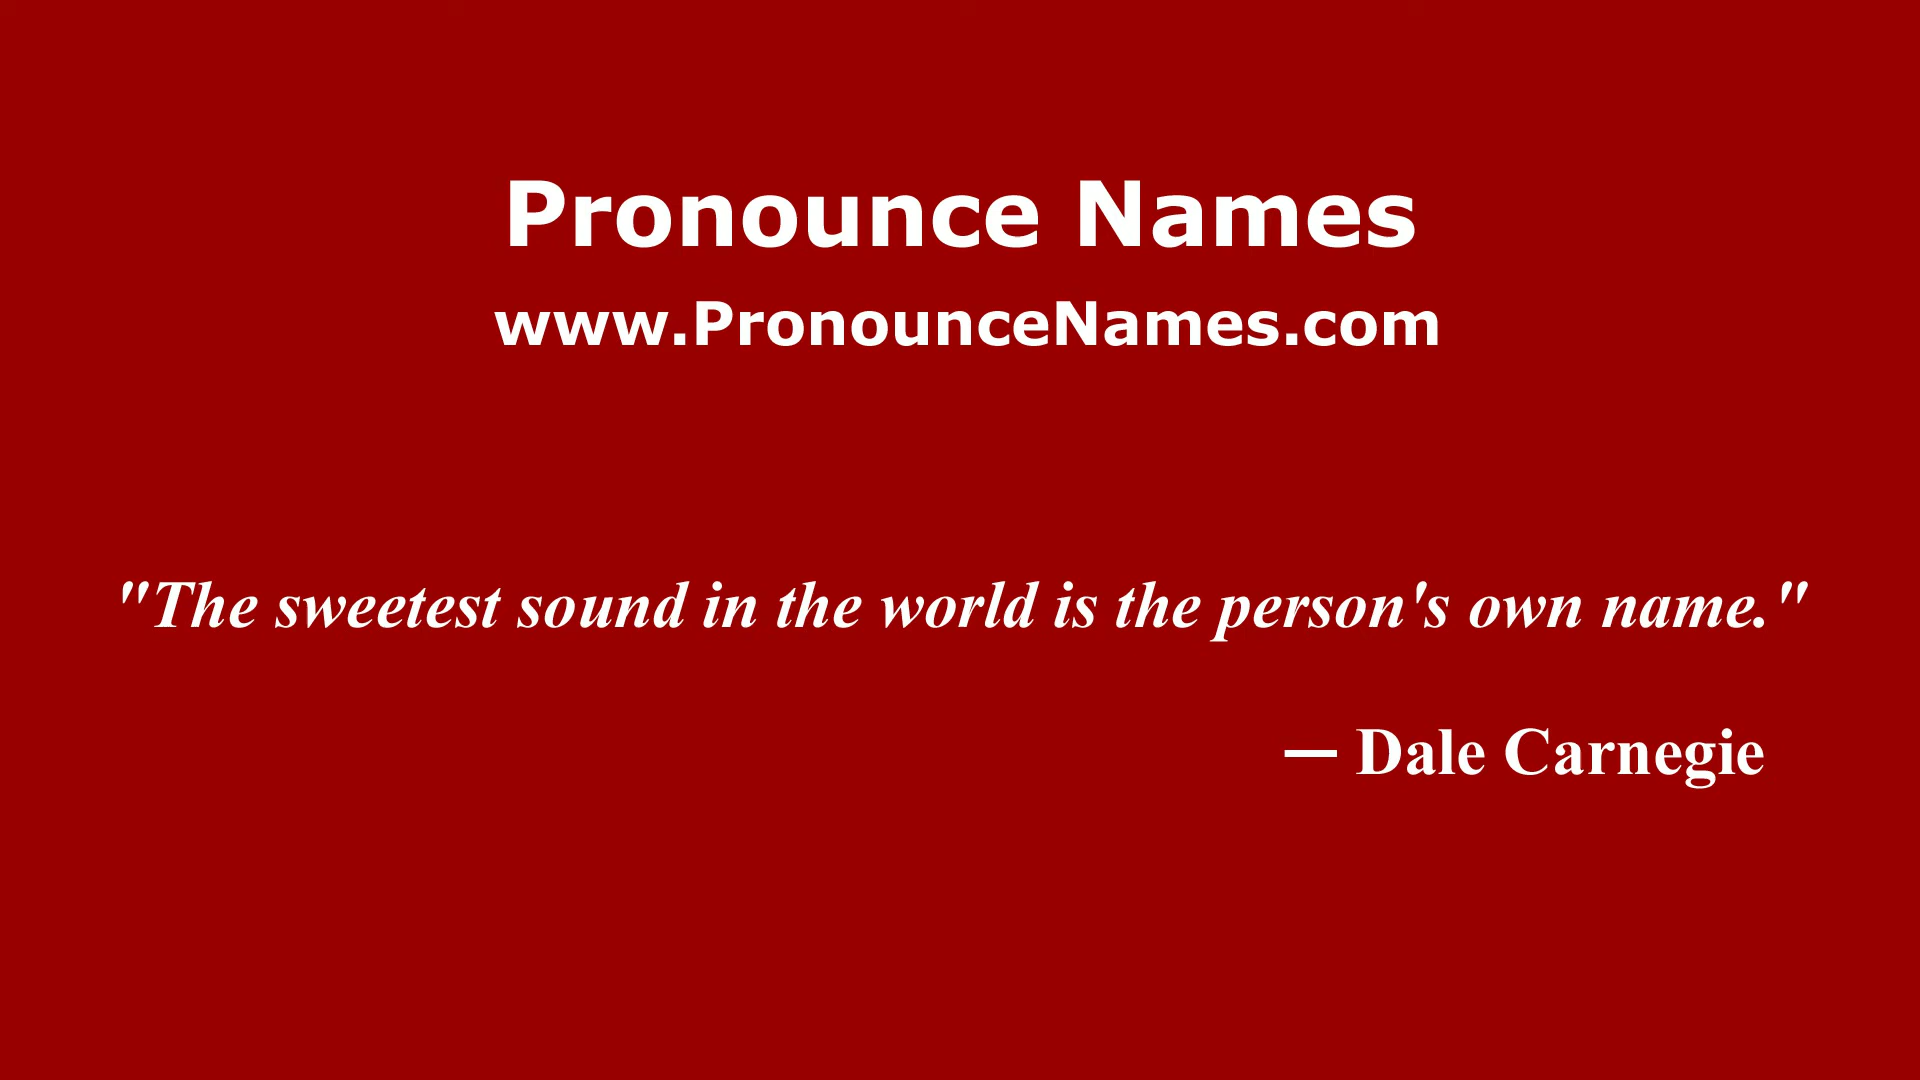 Pronounce Names
www.PronounceNames.com
"The sweetest sound in the world is the person's own name."
— Dale Carnegie